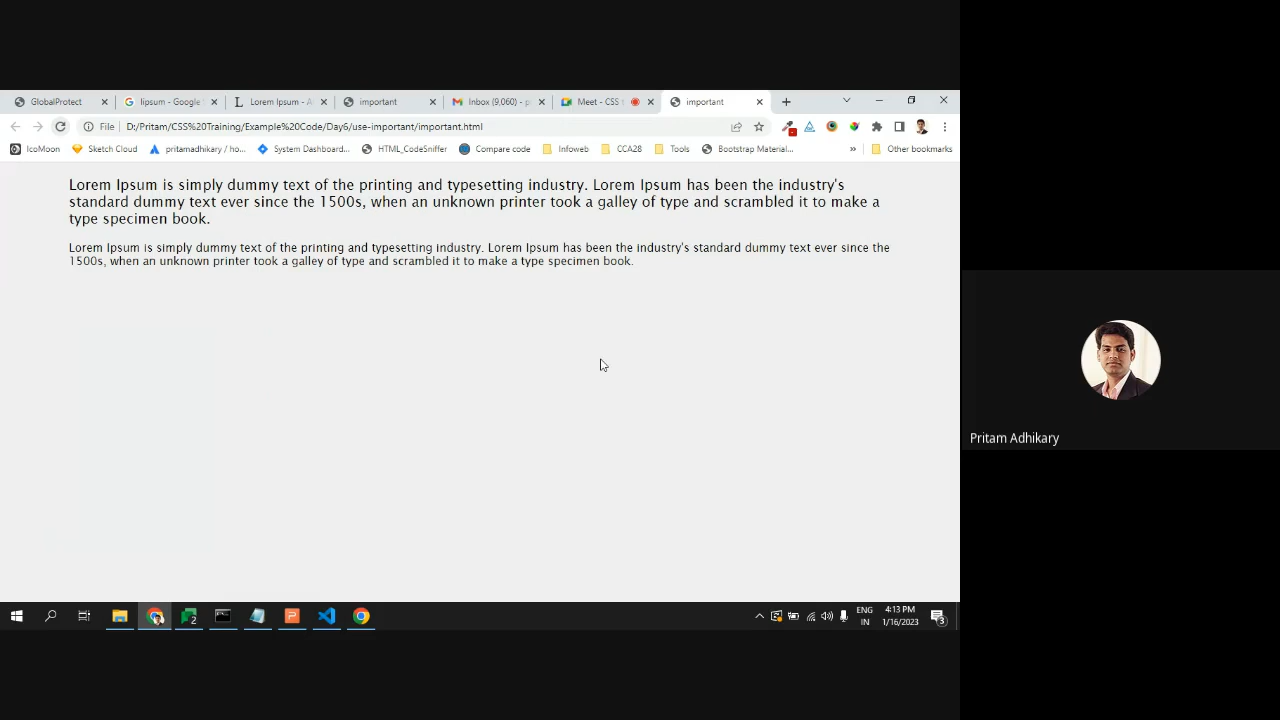 GlobalProtect
lipsum - Google
Lorem Ipsum - A
important
Inbox (9,060) - p
Meet - CSS
important
File
D:/Pritam/CSS%20Training/Example%20Code/Day6/use-important/important.html
IcoMoon
Sketch Cloud
pritamadhikary / ho...
System Dashboard...
HTML_CodeSniffer
Compare code
Infoweb
CCA28
Tools
Bootstrap Material...
»
Other bookmarks
Lorem Ipsum is simply dummy text of the printing and typesetting industry. Lorem Ipsum has been the industry's
standard dummy text ever since the 1500s, when an unknown printer took a galley of type and scrambled it to make a
type specimen book.
Lorem Ipsum is simply dummy text of the printing and typesetting industry. Lorem Ipsum has been the industry's standard dummy text ever since the
1500s, when an unknown printer took a galley of type and scrambled it to make a type specimen book.
Pritam Adhikary
2
ENG
IN
4:13 PM
1/16/2023
3